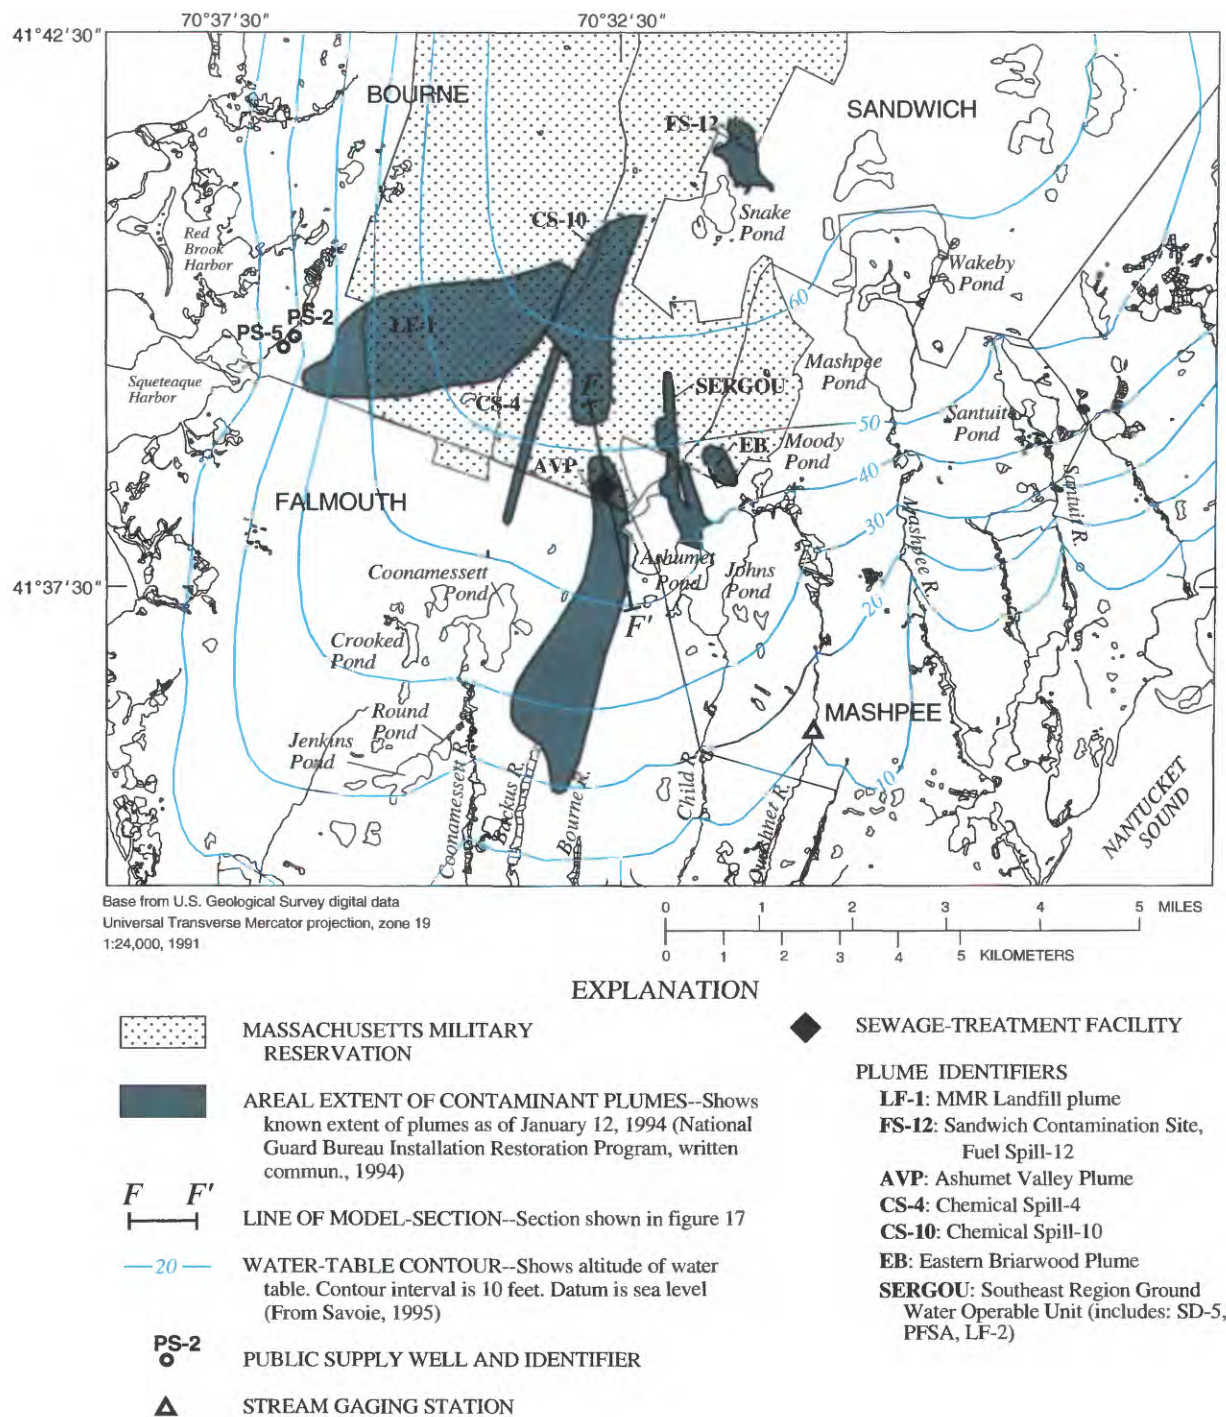 70°37'30"
70°32'30"
41°42'30"
BOURNE
SANDWICH
FS-12
CS-10
Snake
Pond
Red
Brook
Harbor
Wakeby
Pond
60
PS-2
PS-5
LF-1
Squeteaque
Harbor
Mashpee
Pond
F
SERGOU
CS-4
50
Santuit
Pond
EB
Moody
Pond
AVP
40
FALMOUTH
Santuit R.
30
Mashpee R.
Ashumet
Pond
Johns
Pond
Coonamessett
Pond
41°37'30"
20
F'
Crooked
Pond
MASHPEE
Round
Pond
Jenkins
Pond
10
Coonamessett R.
Backus R.
Bourne R.
Child R.
Quashnet R.
NANTUCKET
SOUND
Base from U.S. Geological Survey digital data
Universal Transverse Mercator projection, zone 19
1:24,000, 1991
0 1 2 3 4 5 MILES
0 1 2 3 4 5 KILOMETERS
EXPLANATION
MASSACHUSETTS MILITARY
RESERVATION
AREAL EXTENT OF CONTAMINANT PLUMES--Shows
known extent of plumes as of January 12, 1994 (National
Guard Bureau Installation Restoration Program, written
commun., 1994)
F F'
LINE OF MODEL-SECTION--Section shown in figure 17
20
WATER-TABLE CONTOUR--Shows altitude of water
table. Contour interval is 10 feet. Datum is sea level
(From Savoie, 1995)
PS-2
PUBLIC SUPPLY WELL AND IDENTIFIER
STREAM GAGING STATION
SEWAGE-TREATMENT FACILITY
PLUME IDENTIFIERS
LF-1: MMR Landfill plume
FS-12: Sandwich Contamination Site,
Fuel Spill-12
AVP: Ashumet Valley Plume
CS-4: Chemical Spill-4
CS-10: Chemical Spill-10
EB: Eastern Briarwood Plume
SERGOU: Southeast Region Ground
Water Operable Unit (includes: SD-5,
PFSA, LF-2)